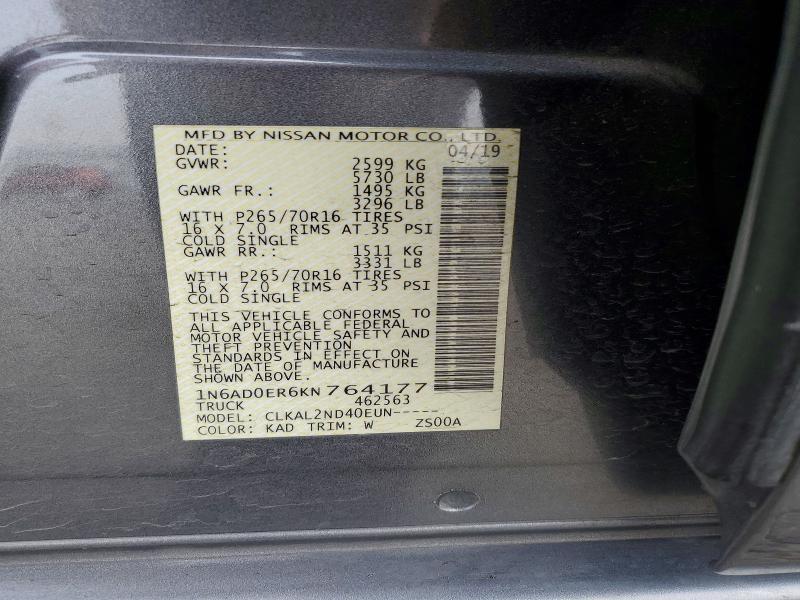 MFD BY NISSAN MOTOR CO., LTD.
DATE: 04/19
GVWR: 2599 KG
5730 LB
GAWR FR.: 1495 KG
3296 LB
WITH P265/70R16 TIRES
16 X 7.0 RIMS AT 35 PSI
COLD SINGLE
GAWR RR.: 1511 KG
3331 LB
WITH P265/70R16 TIRES
16 X 7.0 RIMS AT 35 PSI
COLD SINGLE
THIS VEHICLE CONFORMS TO
ALL APPLICABLE FEDERAL
MOTOR VEHICLE SAFETY AND
THEFT PREVENTION
STANDARDS IN EFFECT ON
THE DATE OF MANUFACTURE
SHOWN ABOVE.
1N6AD0ER6KN764177
TRUCK 462563
MODEL: CLKAL2ND40EUN-----
COLOR: KAD TRIM: W ZS00A